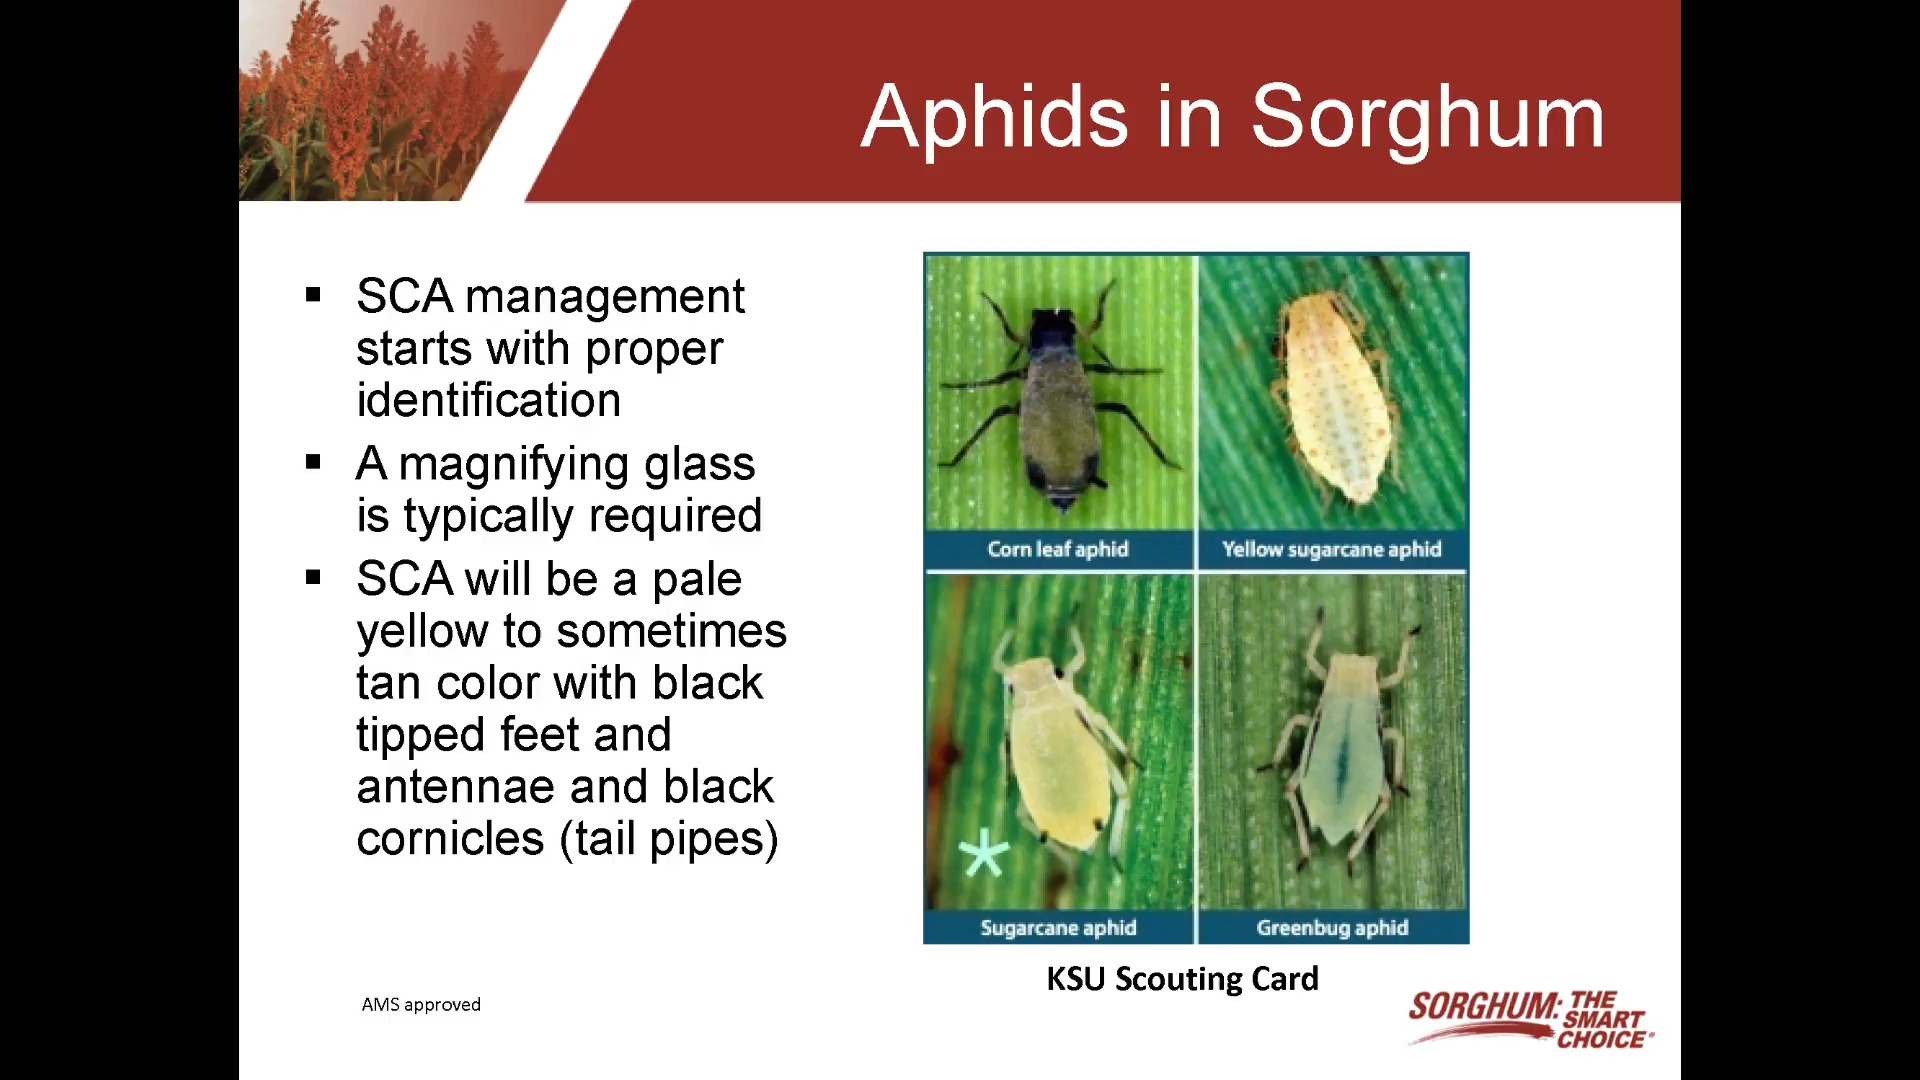 Aphids in Sorghum
▪ SCA management
starts with proper
identification
▪ A magnifying glass
is typically required
▪ SCA will be a pale
yellow to sometimes
tan color with black
tipped feet and
antennae and black
cornicles (tail pipes)
Corn leaf aphid
Yellow sugarcane aphid
*
Sugarcane aphid
Greenbug aphid
KSU Scouting Card
AMS approved
SORGHUM: THE
SMART
CHOICE